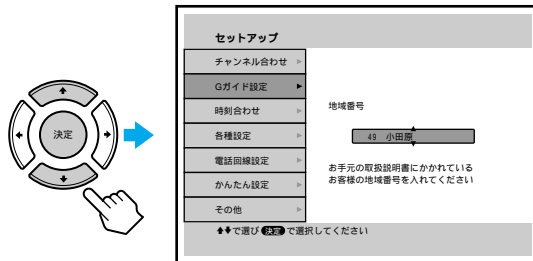 決定
セットアップ
チャンネル合わせ
Gガイド設定
時刻合わせ
各種設定
電話回線設定
かんたん設定
その他
地域番号
49 小田原
お手元の取扱説明書にかかれている
お客様の地域番号を入れてください
で選び 決定 で選択してください